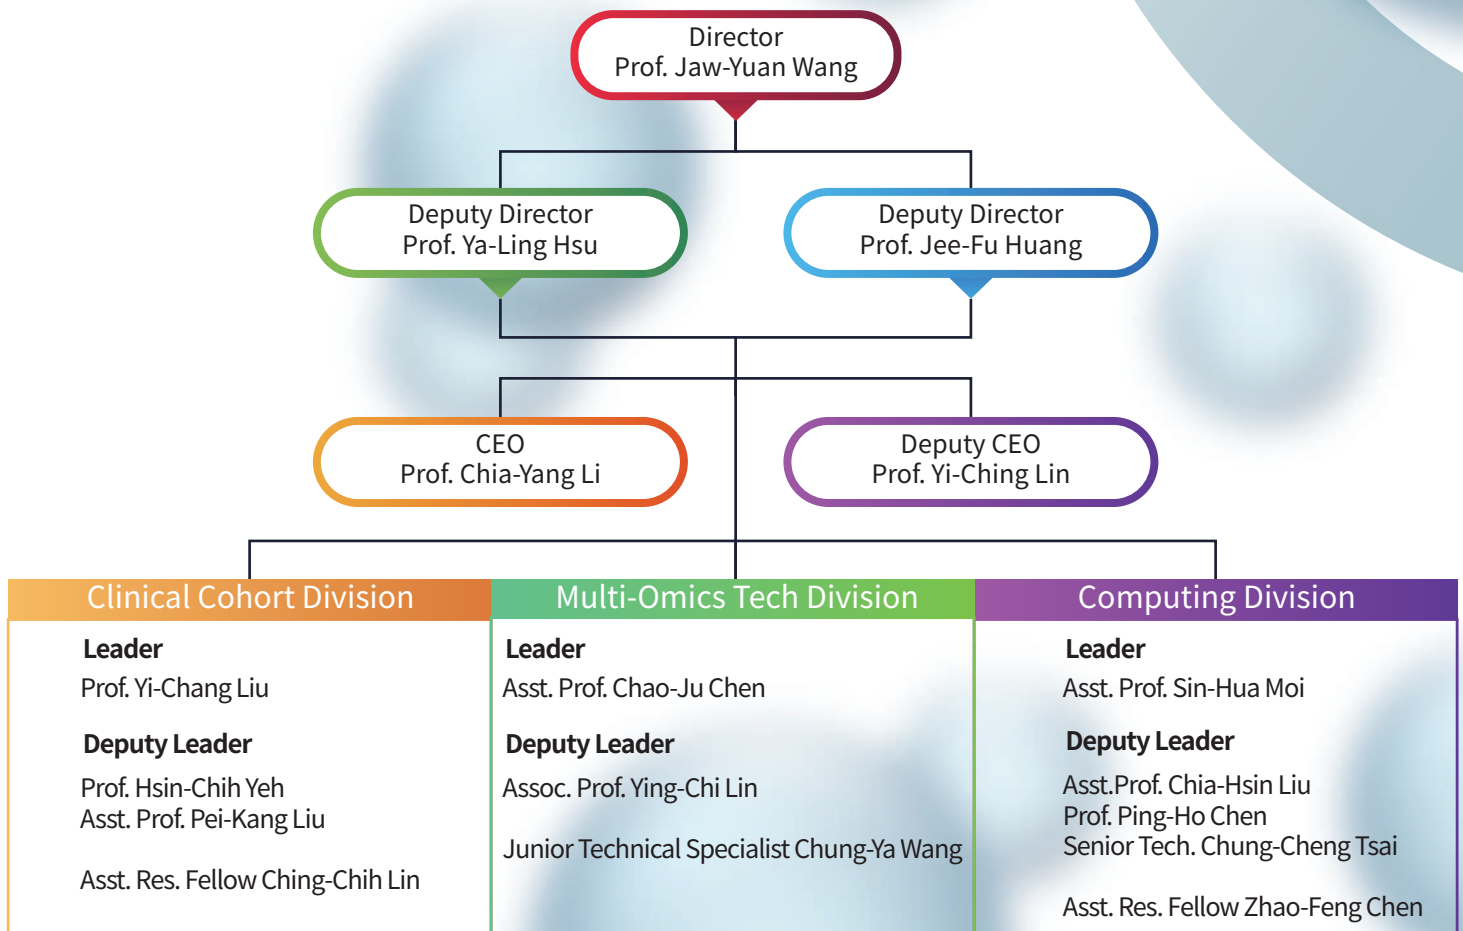 Director
Prof. Jaw-Yuan Wang
Deputy Director
Prof. Ya-Ling Hsu
Deputy Director
Prof. Jee-Fu Huang
CEO
Prof. Chia-Yang Li
Deputy CEO
Prof. Yi-Ching Lin
Clinical Cohort Division
Leader
Prof. Yi-Chang Liu
Deputy Leader
Prof. Hsin-Chih Yeh
Asst. Prof. Pei-Kang Liu
Asst. Res. Fellow Ching-Chih Lin
Multi-Omics Tech Division
Leader
Asst. Prof. Chao-Ju Chen
Deputy Leader
Assoc. Prof. Ying-Chi Lin
Junior Technical Specialist Chung-Ya Wang
Computing Division
Leader
Asst. Prof. Sin-Hua Moi
Deputy Leader
Asst.Prof. Chia-Hsin Liu
Prof. Ping-Ho Chen
Senior Tech. Chung-Cheng Tsai
Asst. Res. Fellow Zhao-Feng Chen